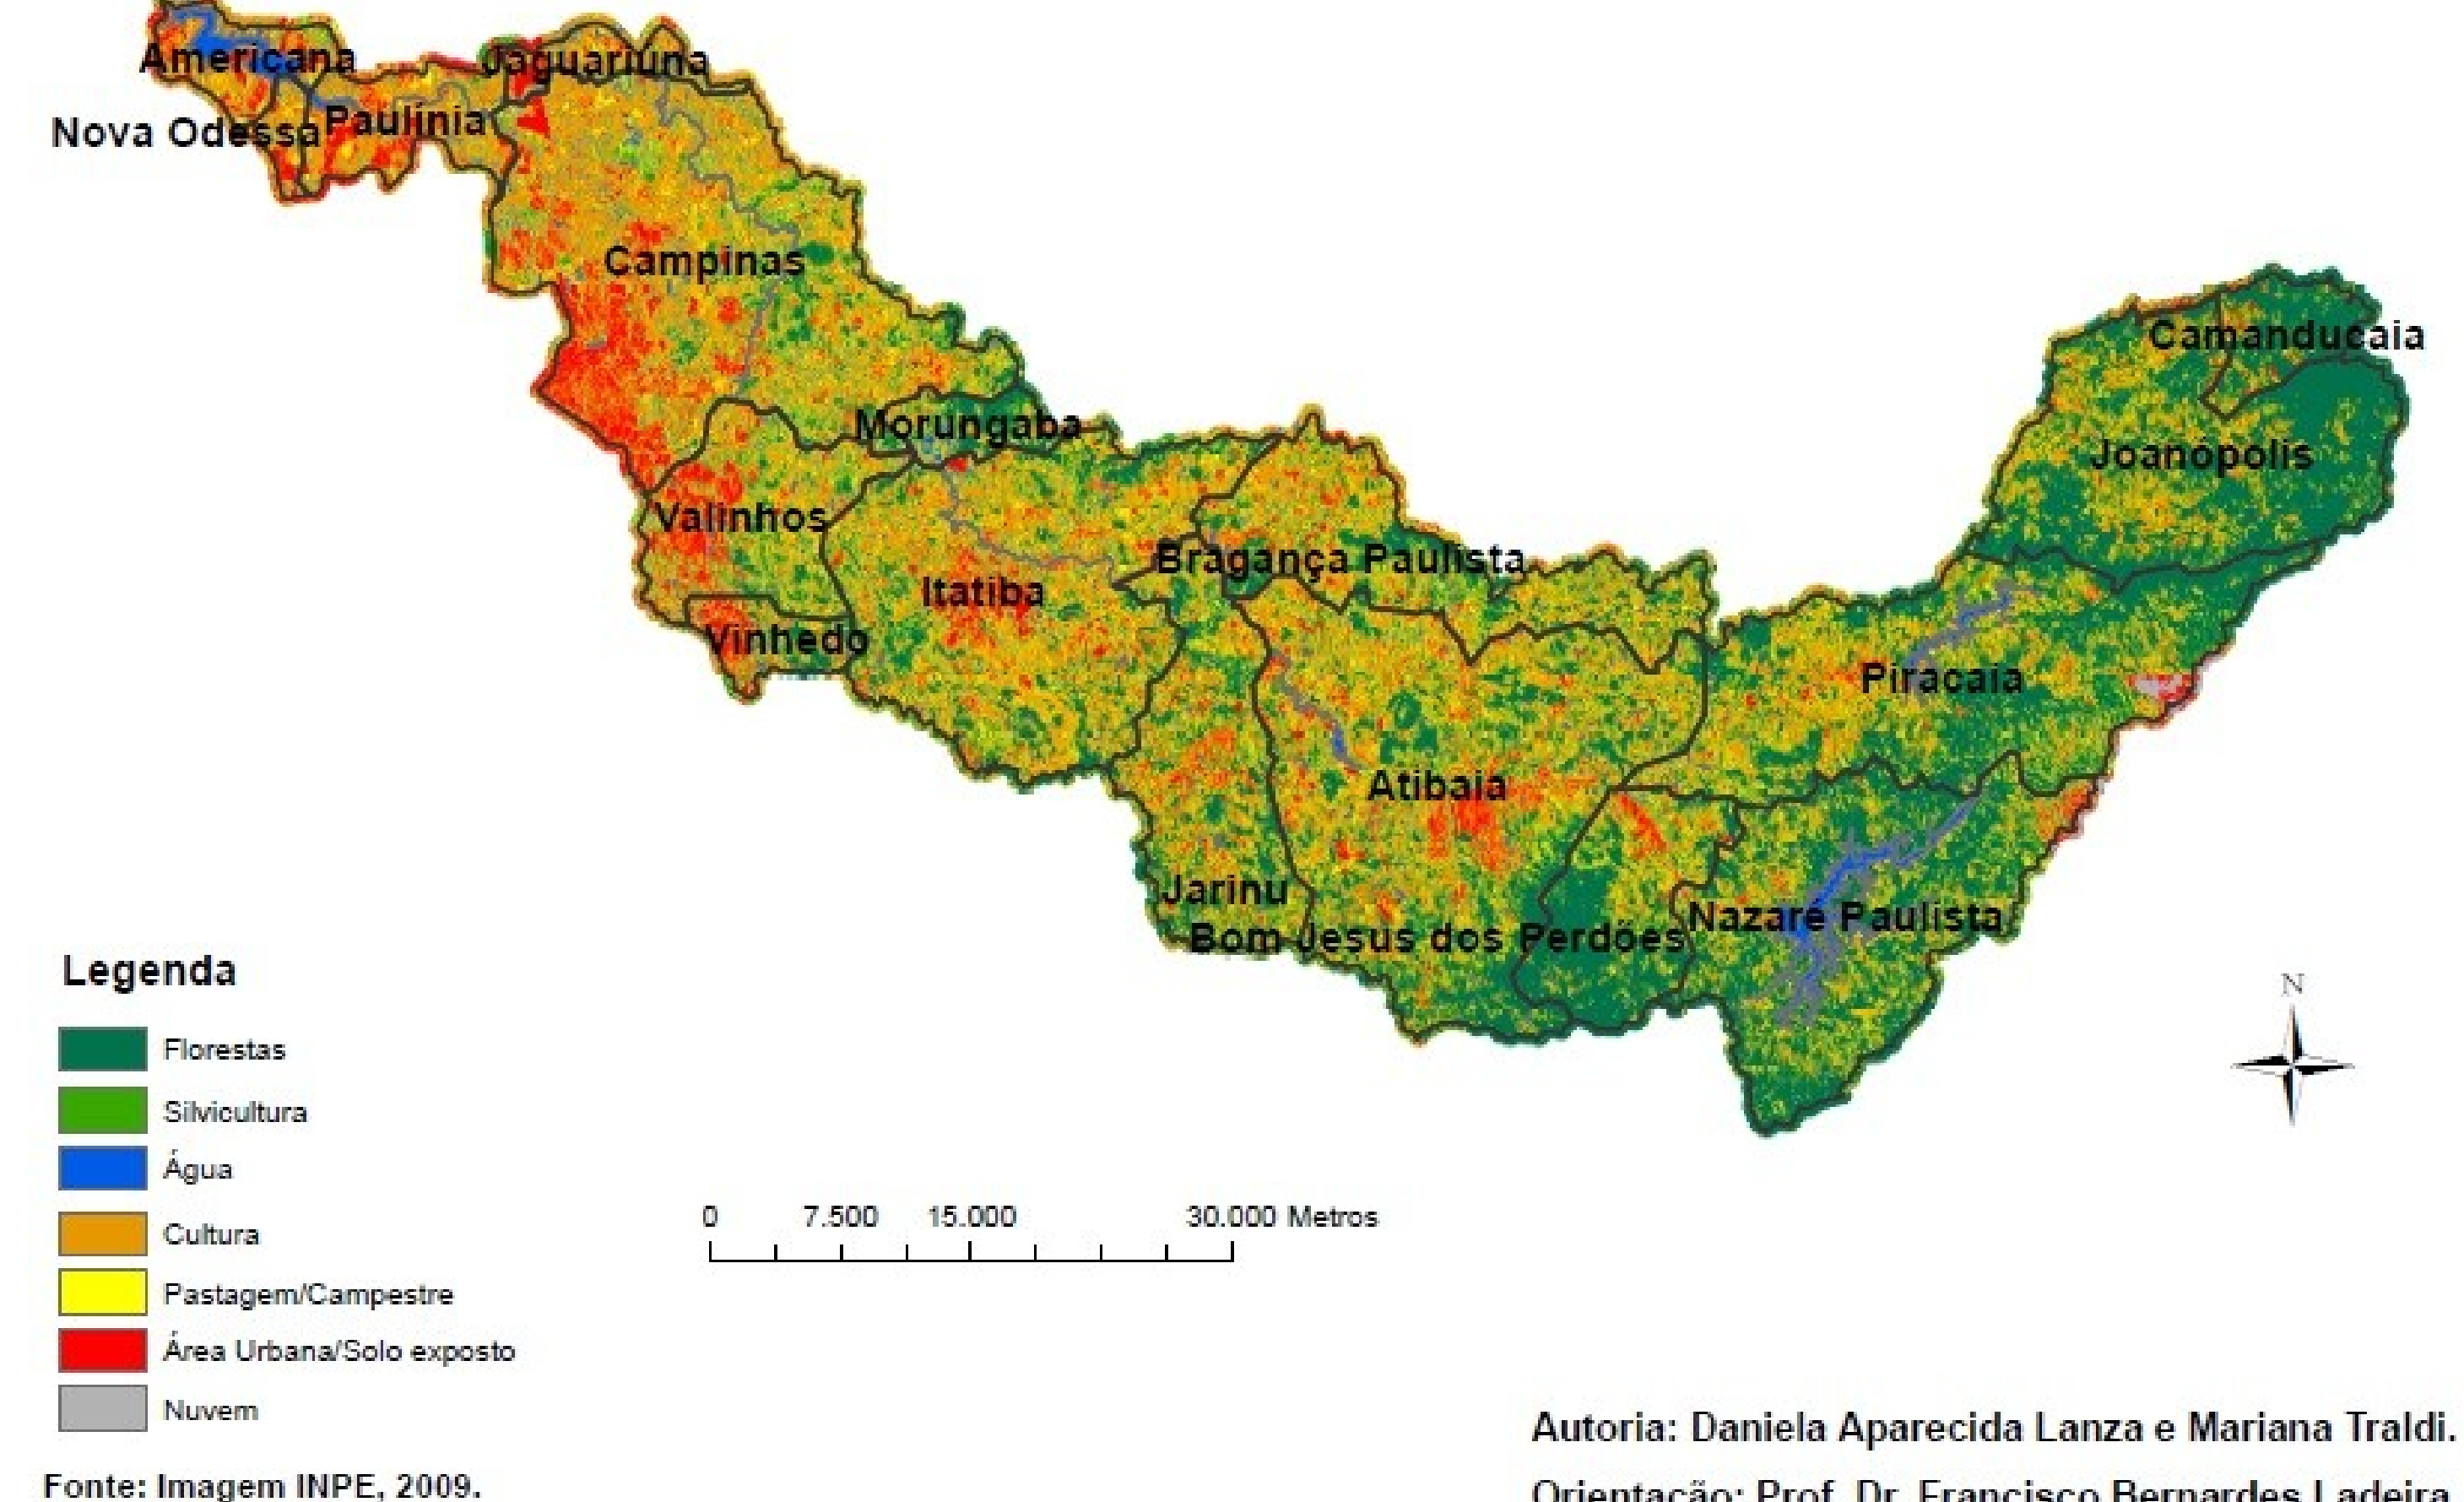 Americana
Jaguariuna
Nova Odessa
Paulínia
Campinas
Camanducaia
Morungaba
Joanópolis
Valinhos
Bragança Paulista
Itatiba
Vinhedo
Piracaia
Atibaia
Jarinu
Nazaré Paulista
Bom Jesus dos Perdões
Legenda
Florestas
Silvicultura
Água
Cultura
Pastagem/Campestre
Área Urbana/Solo exposto
Nuvem
N
0 7.500 15.000 30.000 Metros
Autoria: Daniela Aparecida Lanza e Mariana Traldi.
Fonte: Imagem INPE, 2009.
Orientação: Prof. Dr. Francisco Bernardes Ladeira